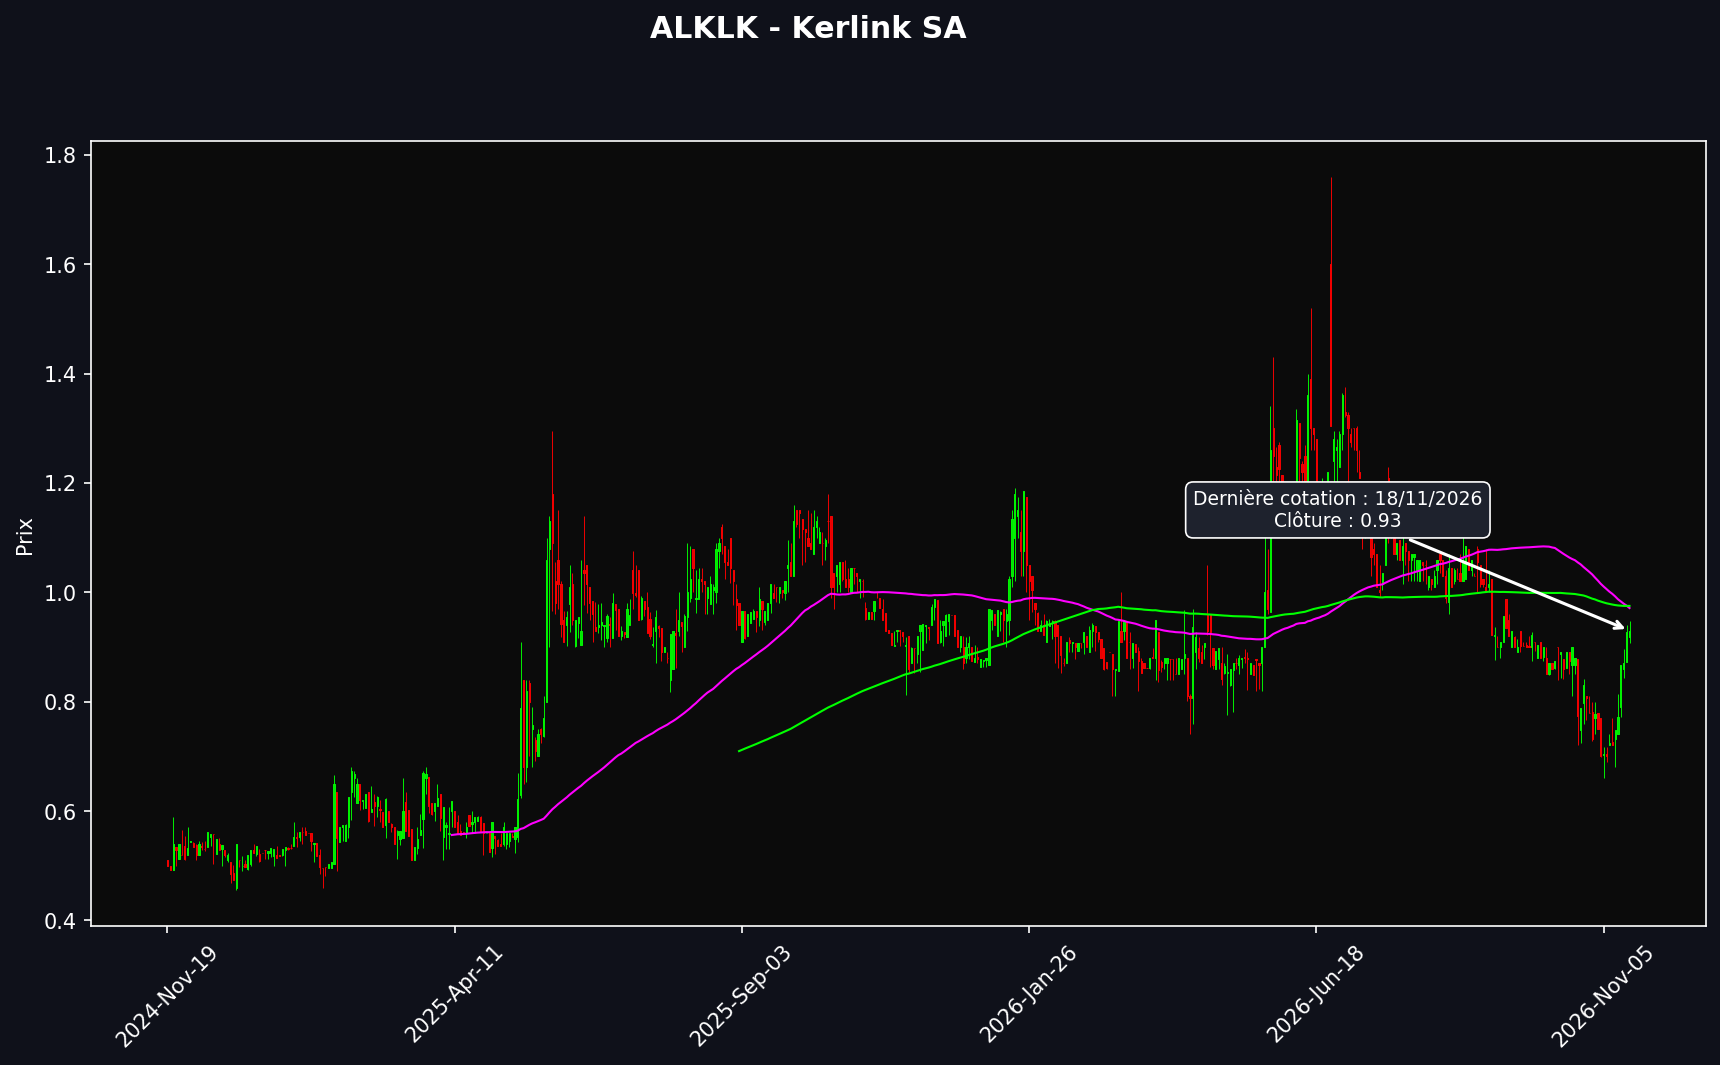 ALKLK - Kerlink SA
1.8
1.6
1.4
1.2
1.0
0.8
0.6
0.4
Prix
Dernière cotation : 18/11/2026
Clôture : 0.93
2024-Nov-19
2025-Apr-11
2025-Sep-03
2026-Jan-26
2026-Jun-18
2026-Nov-05